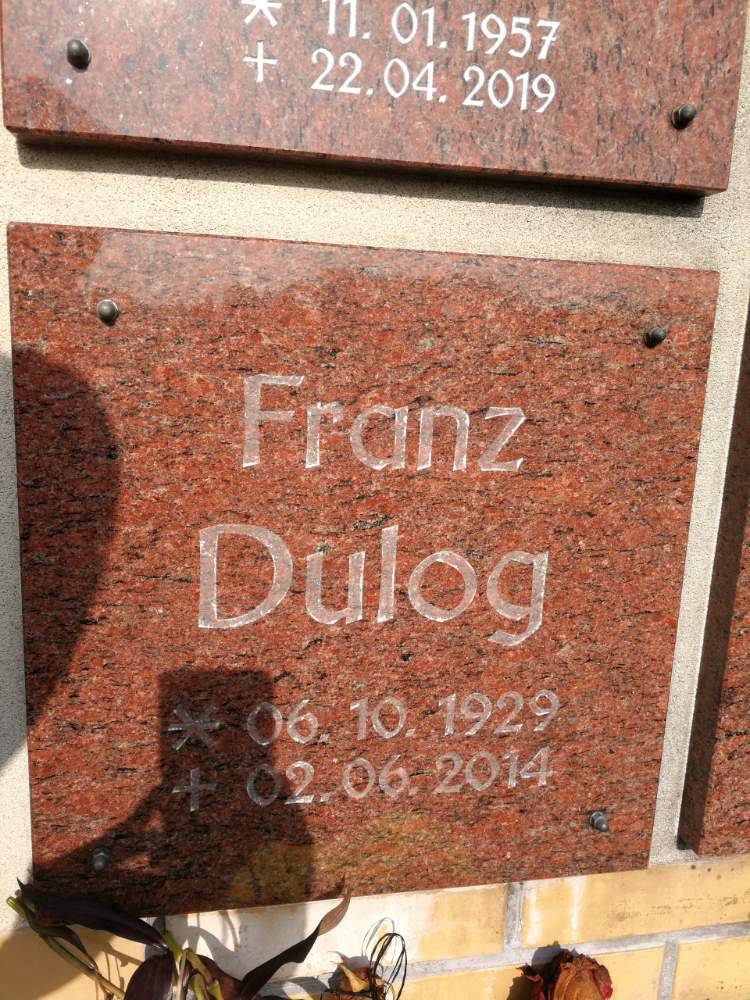 * 11. 01. 1957
+ 22. 04. 2019
Franz
Dulog
* 06. 10. 1929
+ 02. 06. 2014